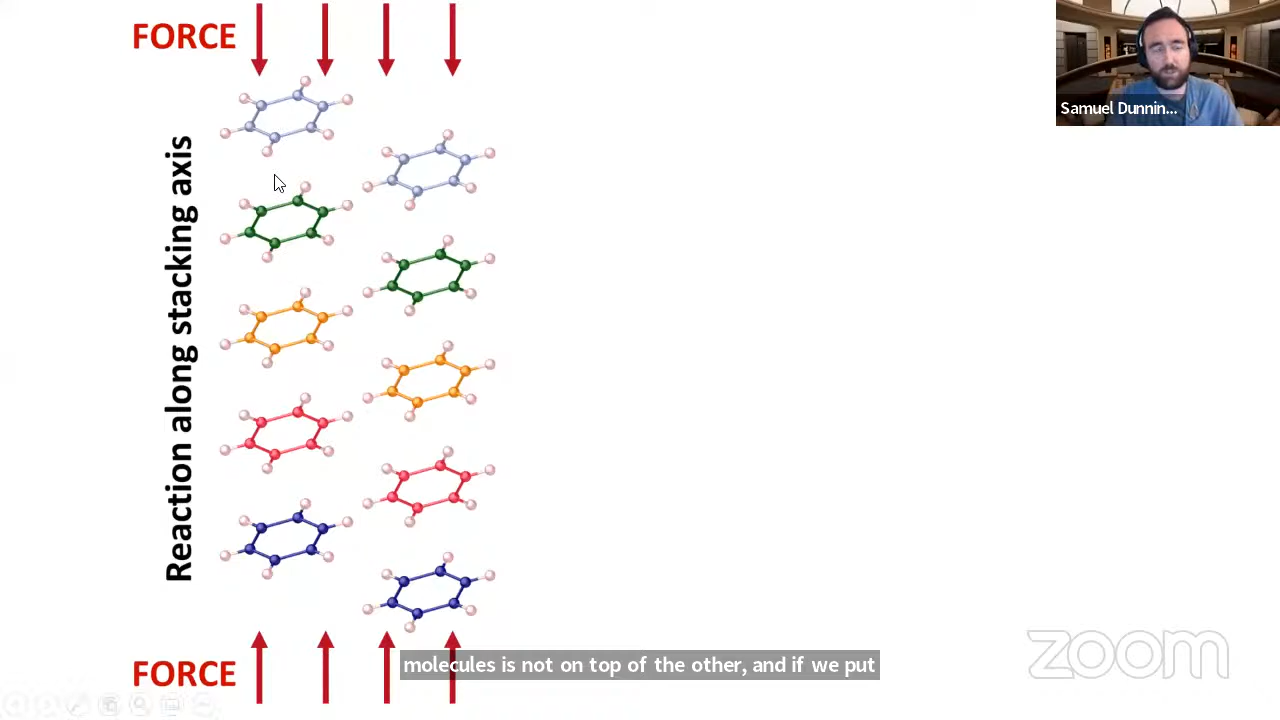 FORCE
Samuel Dunnin...
Reaction along stacking axis
molecules is not on top of the other, and if we put
FORCE
zoom